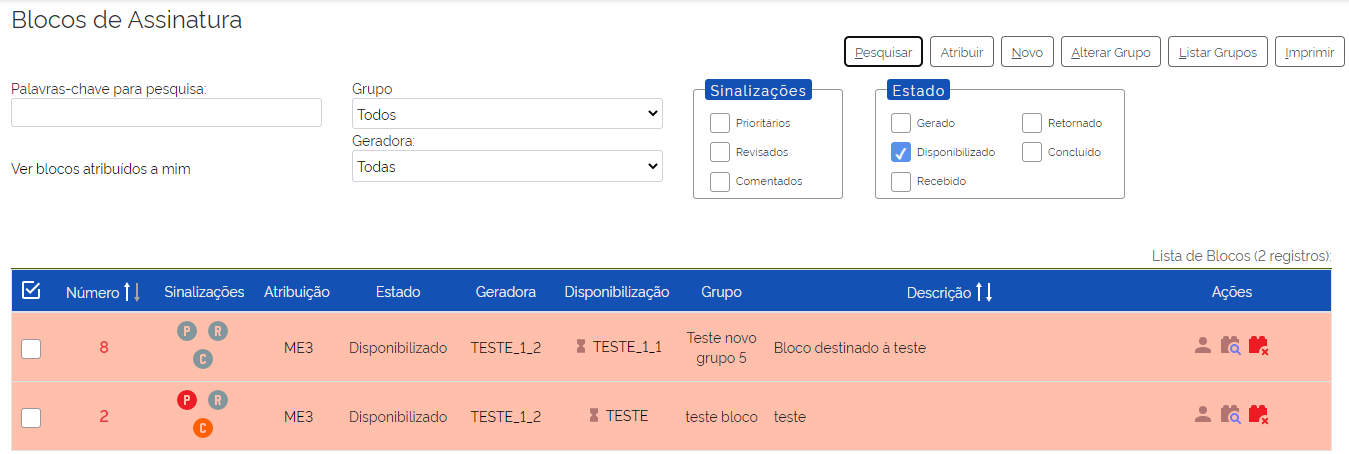 Blocos de Assinatura
Pesquisar Atribuir Novo Alterar Grupo Listar Grupos Imprimir
Palavras-chave para pesquisa:
Grupo
Todos
Geradora:
Todas
Ver blocos atribuídos a mim
Sinalizações
Prioritários
Revisados
Comentados
Estado
Gerado Retornado
Disponibilizado Concluído
Recebido
Lista de Blocos (2 registros):
Número Sinalizações Atribuição Estado Geradora Disponibilização Grupo Descrição Ações
8 P R C ME3 Disponibilizado TESTE_1_2 TESTE_1_1 Teste novo grupo 5 Bloco destinado à teste
2 P R C ME3 Disponibilizado TESTE_1_2 TESTE teste bloco teste